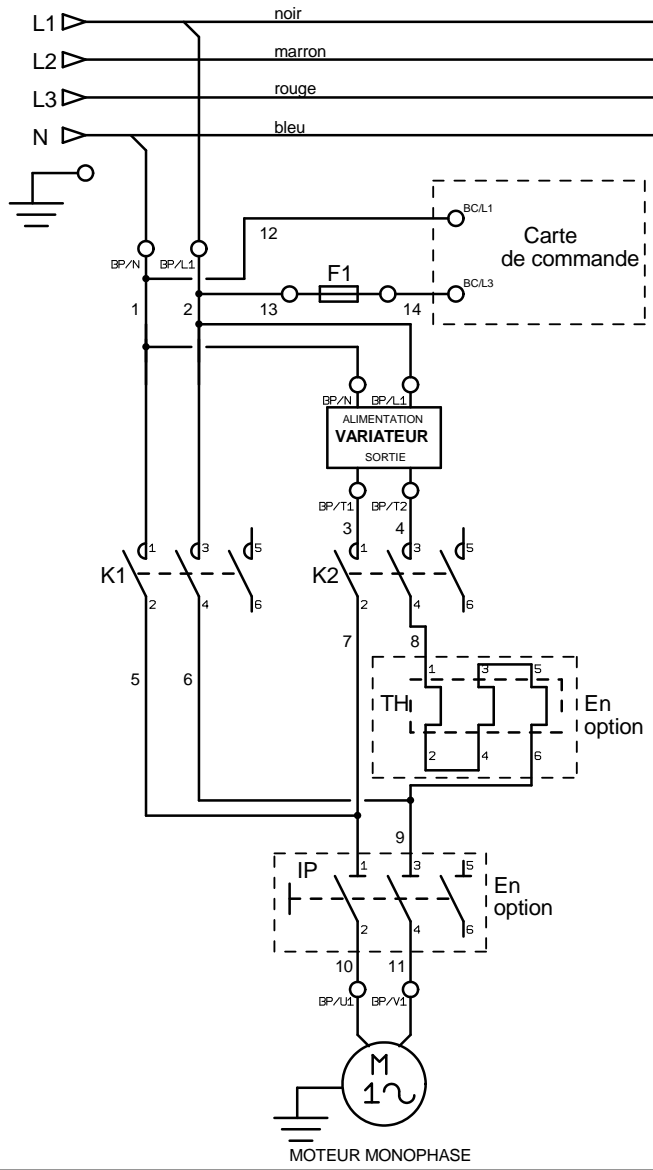 L1 noir
L2 marron
L3 rouge
N bleu
BC/L1
Carte
de commande
12
BP/N BP/L1
F1
BC/L3
1 2 13 14
BP/N BP/L1
ALIMENTATION
VARIATEUR
SORTIE
BP/T1 BP/T2
3 4
K1 1 3 5 K2 1 3 5
2 4 6 2 4 6
7 8
5 6
1 3 5
TH En
option
2 4 6
9
IP 1 3 5
En
option
2 4 6
10 11
BP/U1 BP/V1
M
1
MOTEUR MONOPHASE